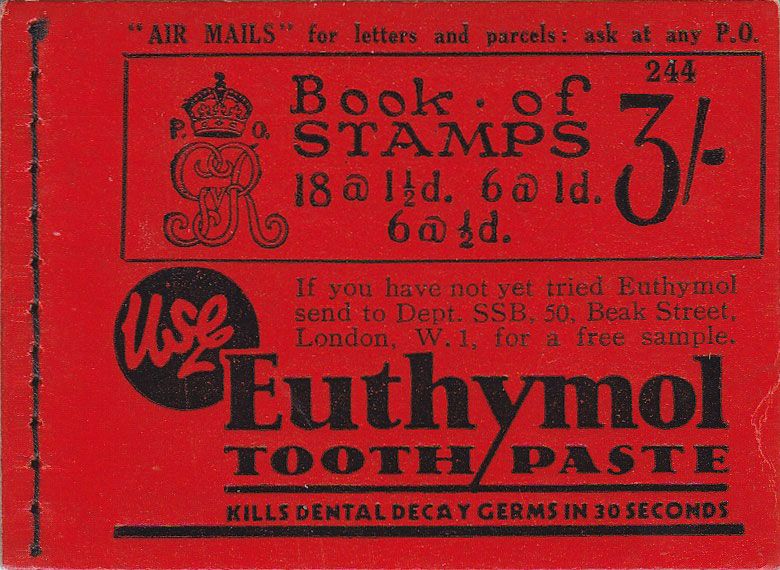 "AIR MAILS" for letters and parcels: ask at any P.O.
244
P. O.
GR
Book · of
STAMPS
3/-
18 @ 1½d. 6 @ 1d.
6 @ ½d.
Use
If you have not yet tried Euthymol
send to Dept. SSB, 50, Beak Street,
London, W.1, for a free sample.
Euthymol
TOOTH PASTE
KILLS DENTAL DECAY GERMS IN 30 SECONDS